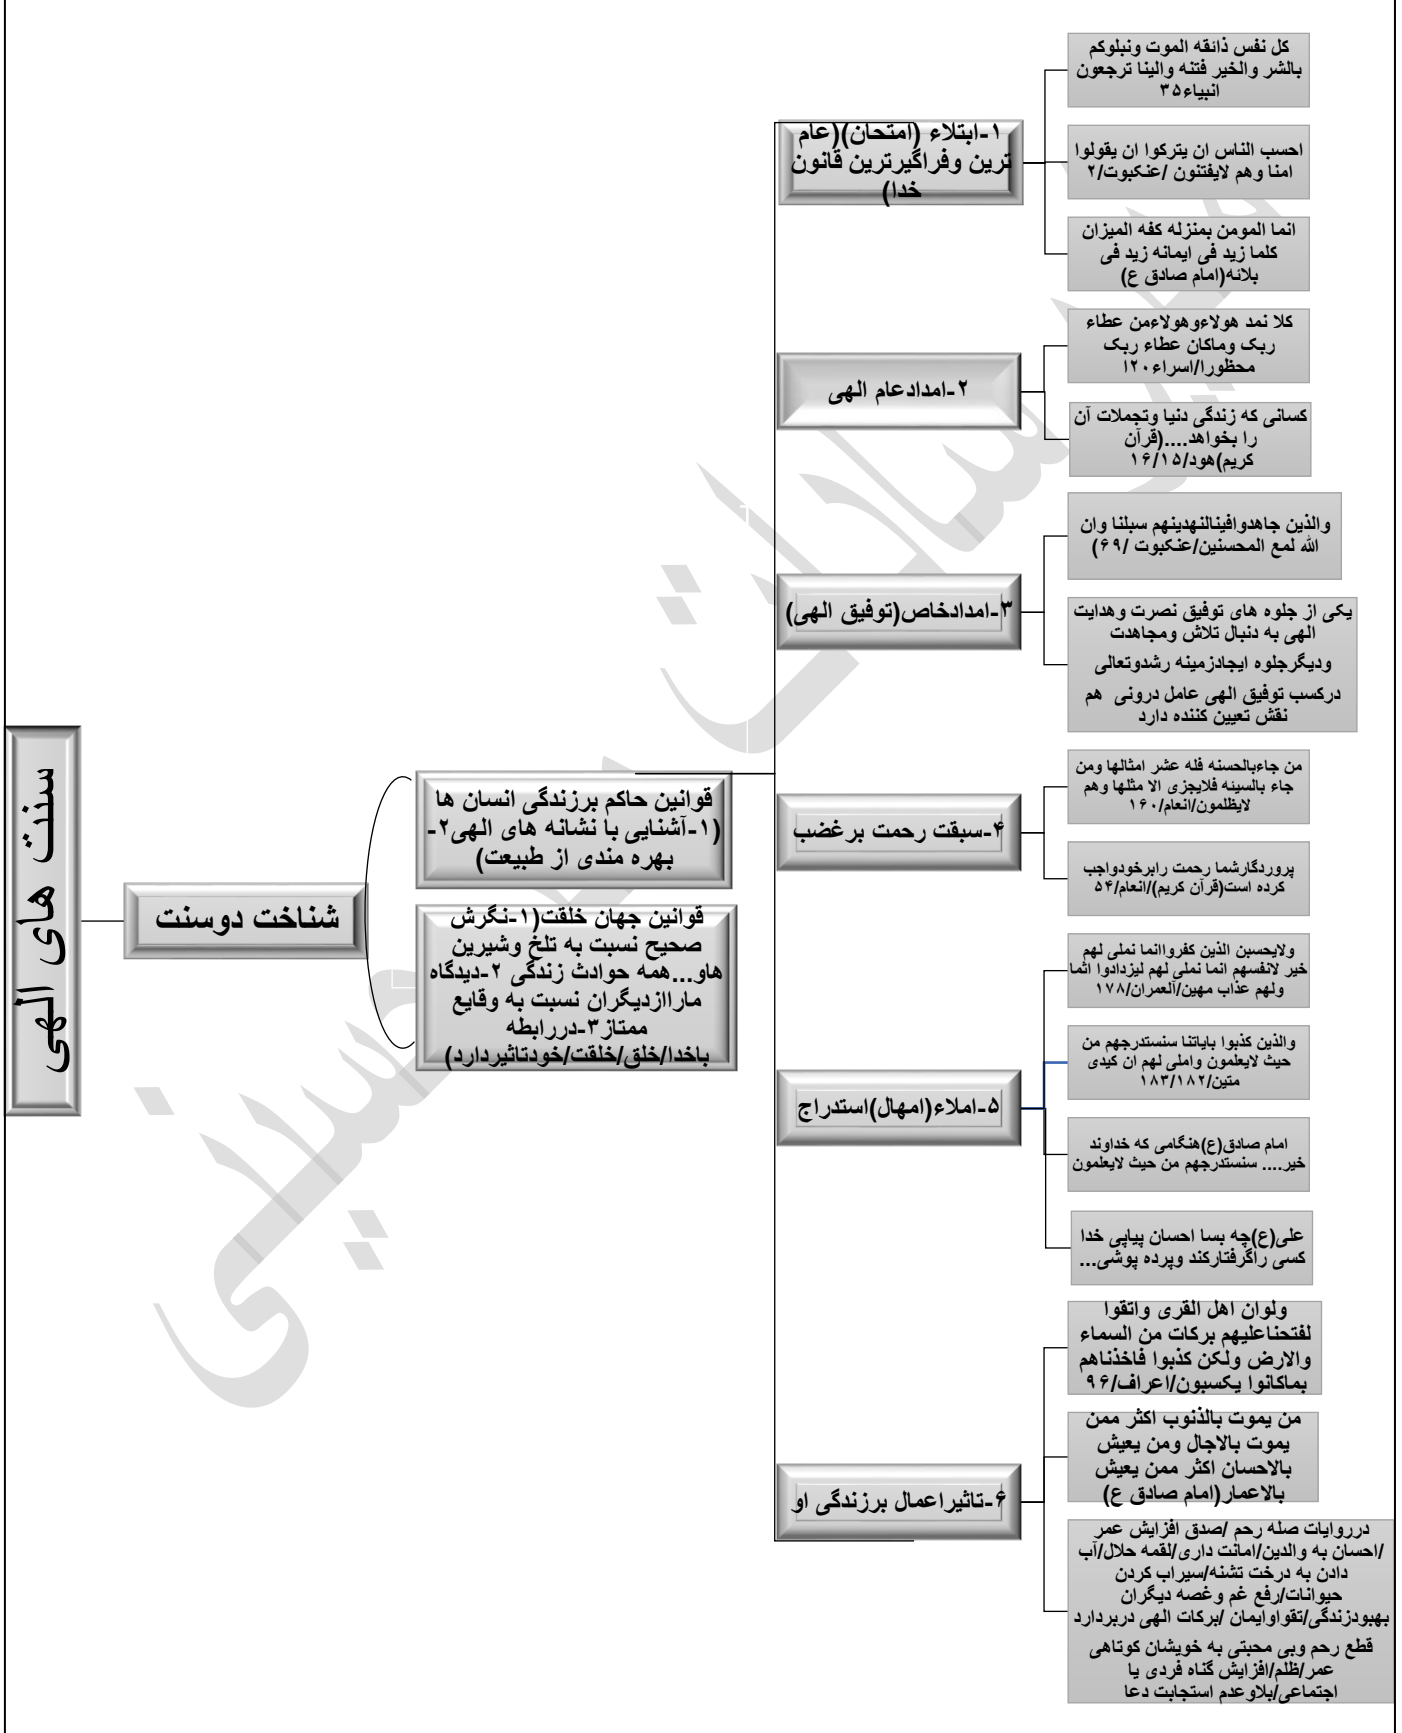 سنت های الهی
شناخت دوسنت
قوانین حاکم برزندگی انسان ها
(۱-آشنایی با نشانه های الهی۲-
بهره مندی از طبیعت)
قوانین جهان خلقت(۱-نگرش
صحیح نسبت به تلخ وشیرین
هاو...همه حوادث زندگی ۲-دیدگاه
ماراازدیگران نسبت به وقایع
ممتاز۳-دررابطه
باخدا/خلق/خلقت/خودتاثیردارد)
۱-ابتلاء (امتحان)(عام
ترین وفراگیرترین قانون
خدا)
کل نفس ذائقه الموت ونبلوکم
بالشر والخیر فتنه والینا ترجعون
انبیاء۳۵
احسب الناس ان یترکوا ان یقولوا
امنا وهم لایفتنون /عنکبوت/۲
انما المومن بمنزله کفه المیزان
کلما زید فی ایمانه زید فی
بلائه(امام صادق ع)
۲-امدادعام الهی
کلا نمد هولاءوهولاءمن عطاء
ربک وماکان عطاء ربک
محظورا/اسراء۱۲۰
کسانی که زندگی دنیا وتجملات آن
را بخواهد....(قرآن
کریم)هود/۱۶/۱۵
۳-امدادخاص(توفیق الهی)
والذین جاهدوافینالنهدینهم سبلنا وان
الله لمع المحسنین/عنکبوت /۶۹)
یکی از جلوه های توفیق نصرت وهدایت
الهی به دنبال تلاش ومجاهدت
ودیگرجلوه ایجادزمینه رشدوتعالی
درکسب توفیق الهی عامل درونی هم
نقش تعیین کننده دارد
۴-سبقت رحمت برغضب
من جاءبالحسنه فله عشر امثالها ومن
جاء بالسیئه فلایجزی الا مثلها وهم
لایظلمون/انعام/۱۶۰
پروردگارشما رحمت رابرخودواجب
کرده است(قرآن کریم)/انعام/۵۴
۵-املاء(امهال)استدراج
ولایحسبن الذین کفرواانما نملی لهم
خیر لانفسهم انما نملی لهم لیزدادوا اثما
ولهم عذاب مهین/آلعمران/۱۷۸
والذین کذبوا بایاتنا سنستدرجهم من
حیث لایعلمون واملی لهم ان کیدی
متین/۱۸۳/۱۸۲
امام صادق(ع)هنگامی که خداوند
خیر.... سنستدرجهم من حیث لایعلمون
علی(ع)چه بسا احسان پیاپی خدا
کسی راگرفتارکند وپرده پوشی...
۶-تاثیراعمال برزندگی او
ولوان اهل القری واتقوا
لفتحناعلیهم برکات من السماء
والارض ولکن کذبوا فاخذناهم
بماکانوا یکسبون/اعراف/۹۶
من یموت بالذنوب اکثر ممن
یموت بالاجال ومن یعیش
بالاحسان اکثر ممن یعیش
بالاعمار(امام صادق ع)
درروایات صله رحم /صدق افزایش عمر
/احسان به والدین/امانت داری/لقمه حلال/آب
دادن به درخت تشنه/سیراب کردن
حیوانات/رفع غم وغصه دیگران
بهبودزندگی/تقواوایمان /برکات الهی دربردارد
قطع رحم وبی محبتی به خویشان کوتاهی
عمر/ظلم/افزایش گناه فردی یا
اجتماعی/بلاوعدم استجابت دعا